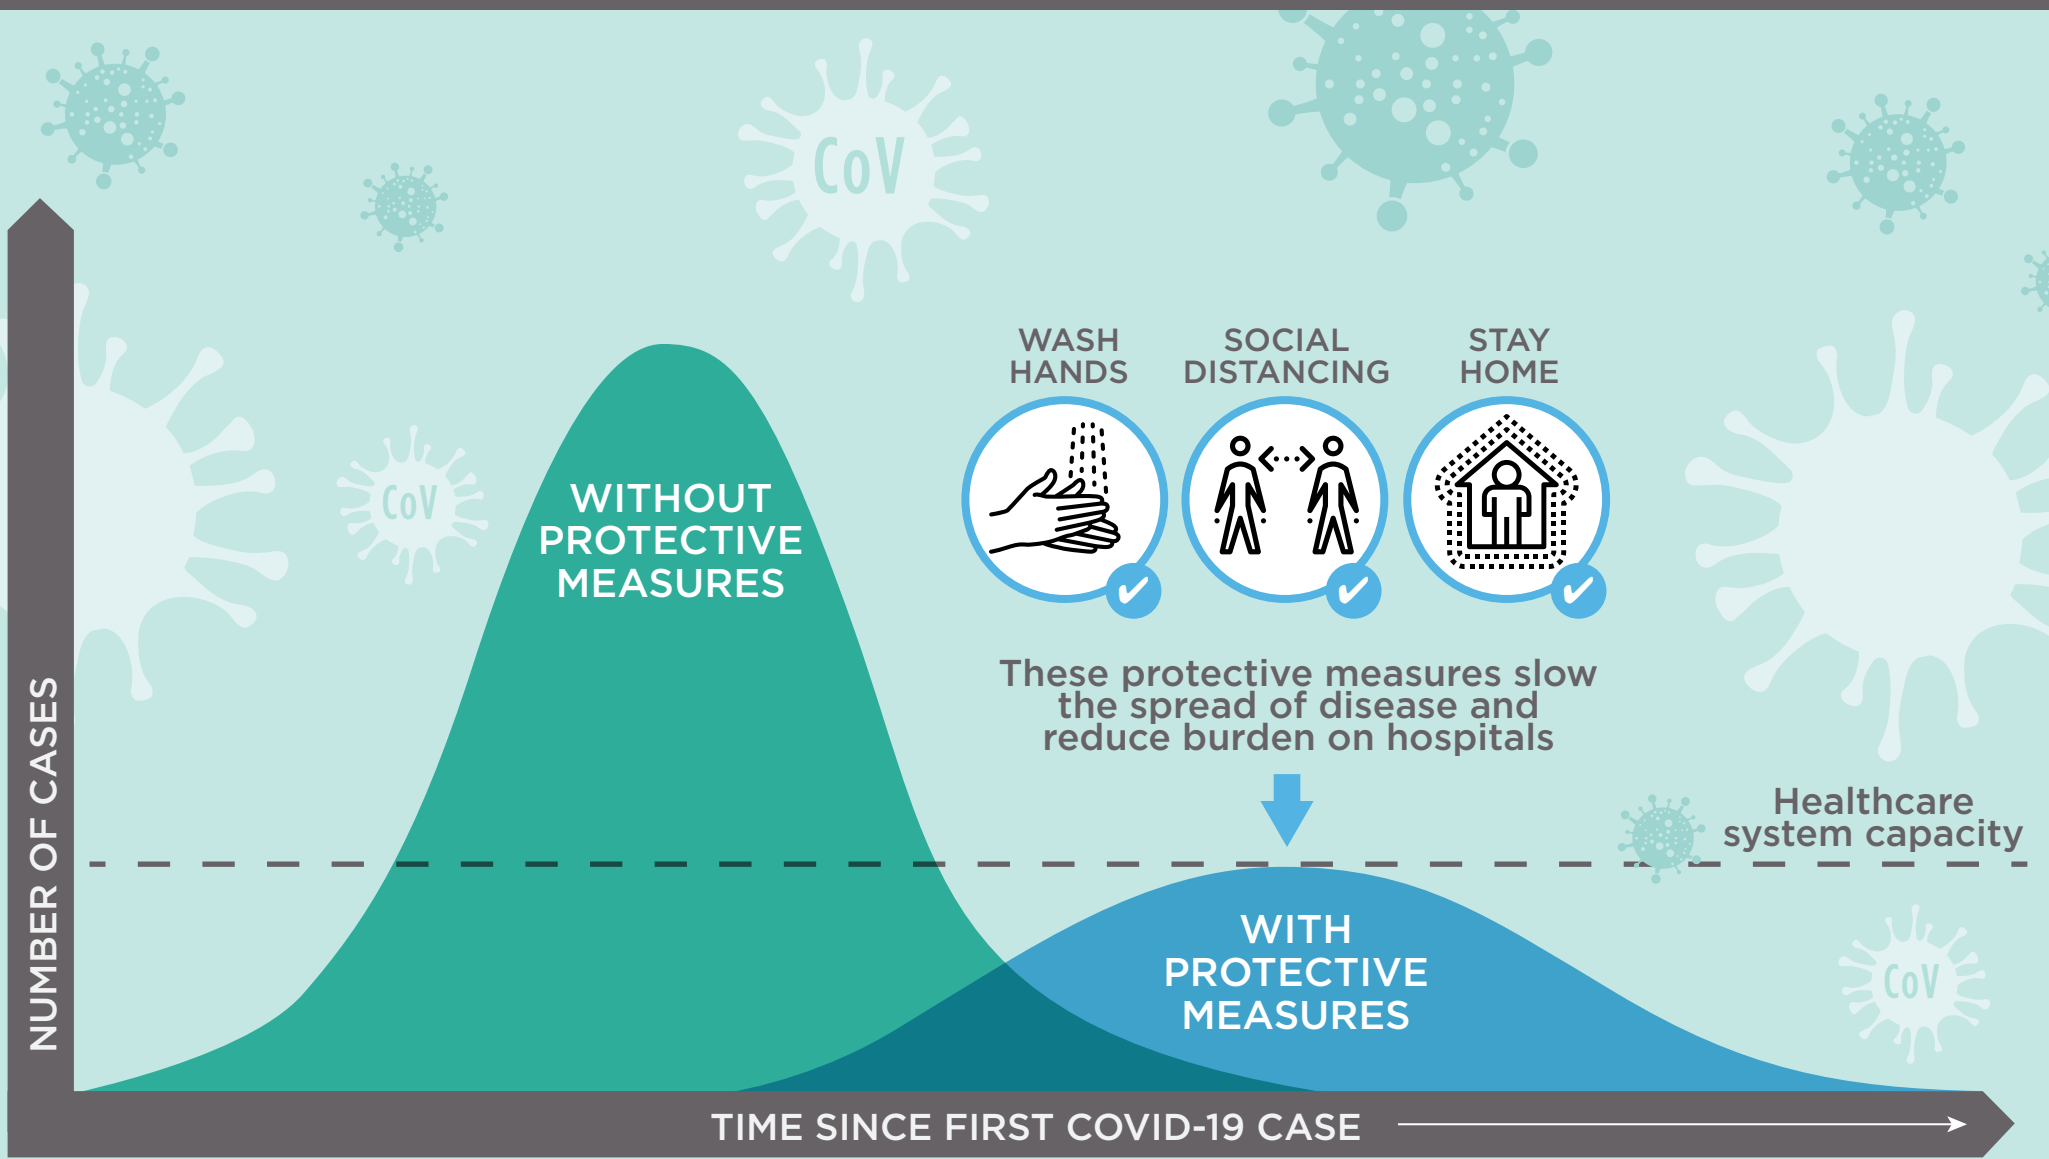 CoV
WASH
HANDS
SOCIAL
DISTANCING
STAY
HOME
CoV
WITHOUT
PROTECTIVE
MEASURES
These protective measures slow
the spread of disease and
reduce burden on hospitals
Healthcare
system capacity
NUMBER OF CASES
WITH
PROTECTIVE
MEASURES
CoV
TIME SINCE FIRST COVID-19 CASE